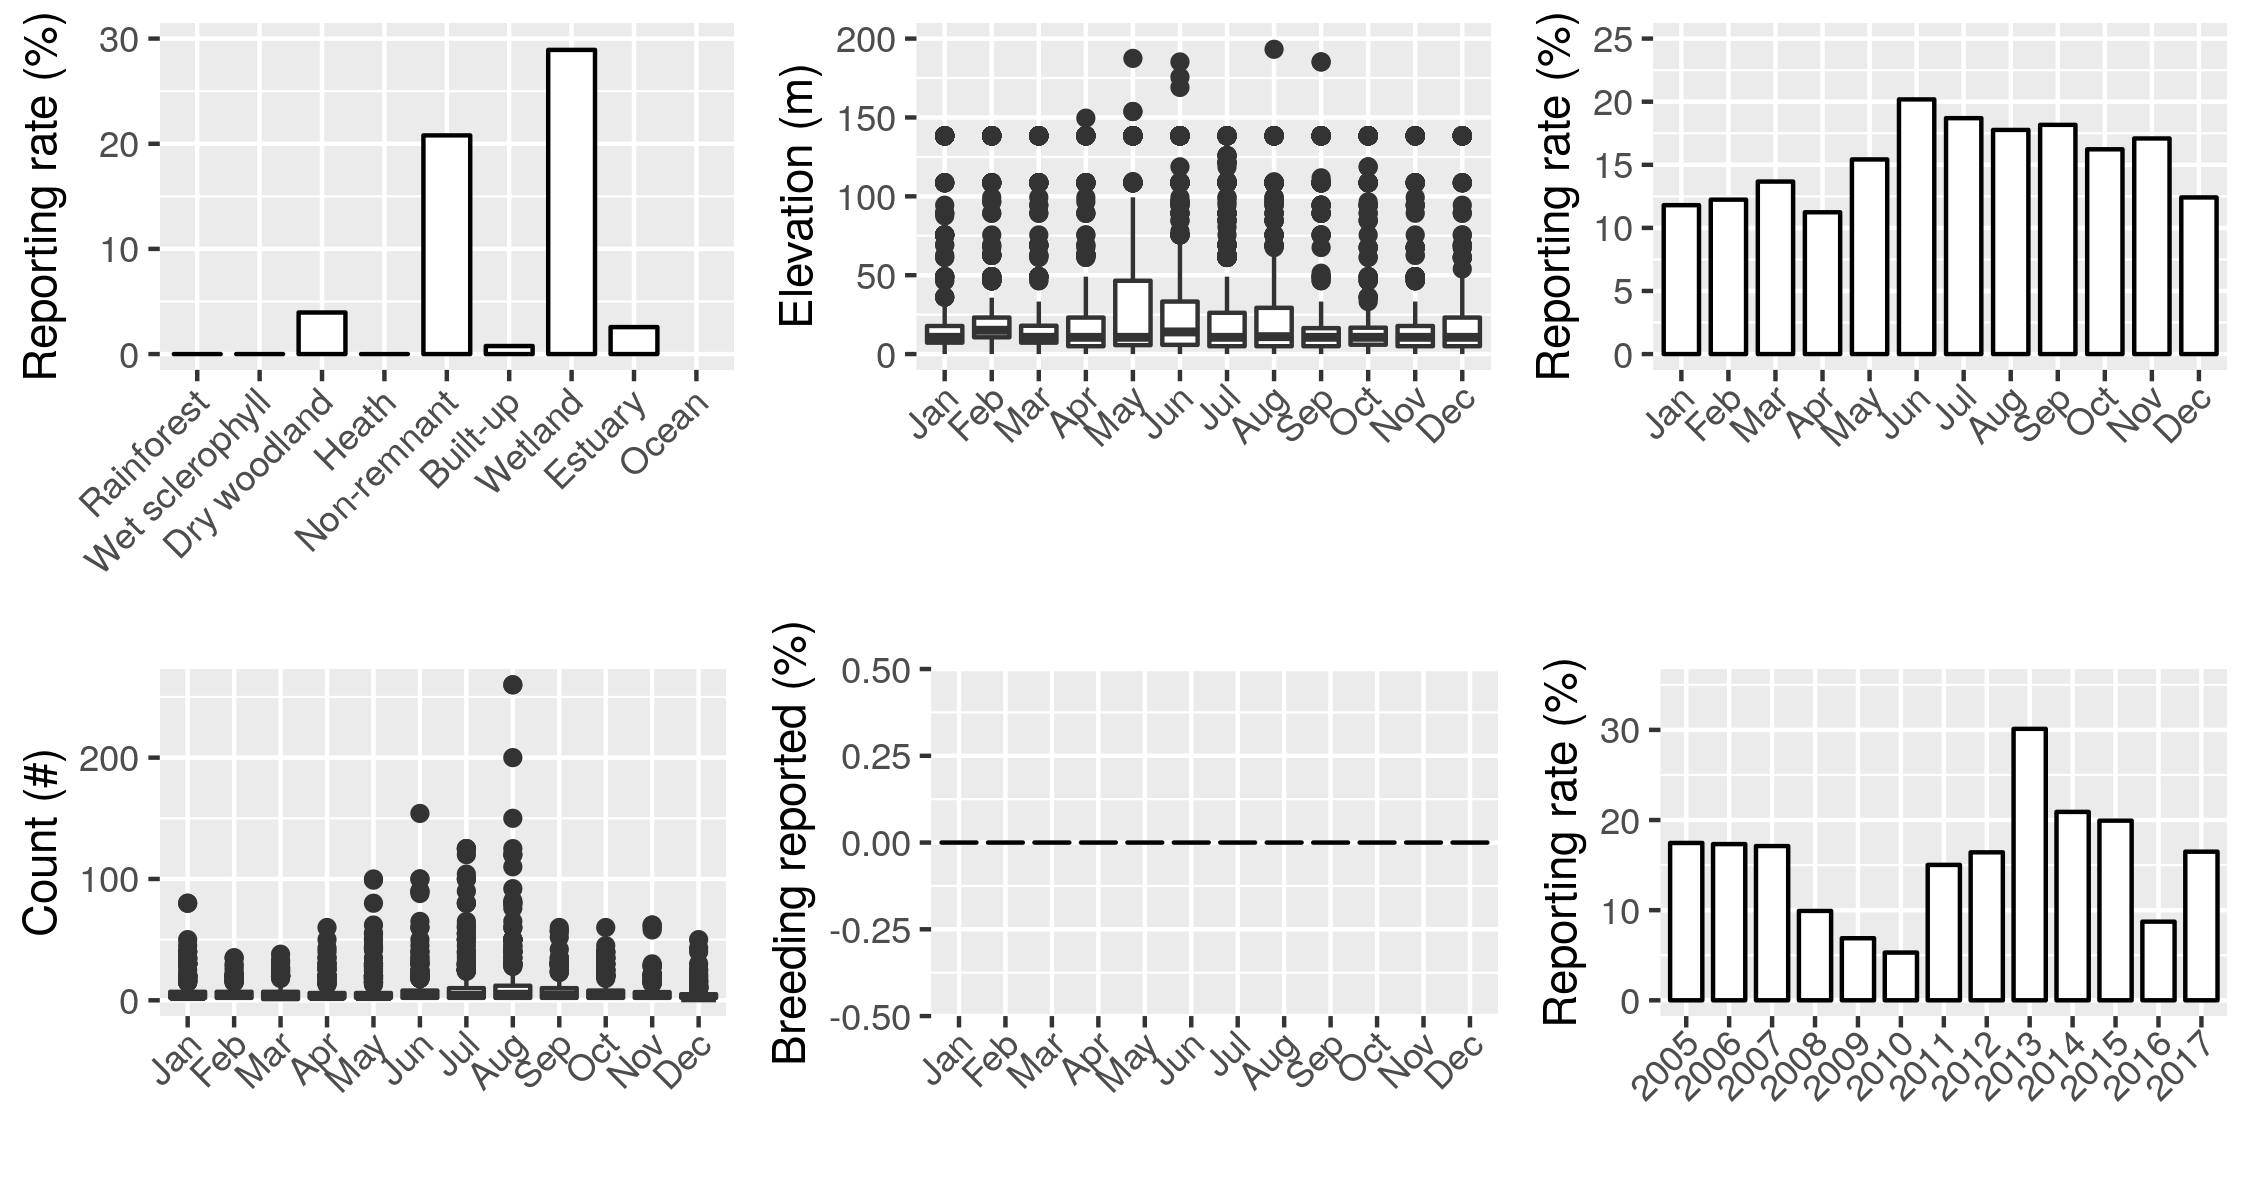 Reporting rate (%)
30
20
10
0
Rainforest
Wet sclerophyll
Dry woodland
Heath
Non-remnant
Built-up
Wetland
Estuary
Ocean
Elevation (m)
200
150
100
50
0
Jan
Feb
Mar
Apr
May
Jun
Jul
Aug
Sep
Oct
Nov
Dec
Reporting rate (%)
25
20
15
10
5
0
Jan
Feb
Mar
Apr
May
Jun
Jul
Aug
Sep
Oct
Nov
Dec
Count (#)
200
100
0
Jan
Feb
Mar
Apr
May
Jun
Jul
Aug
Sep
Oct
Nov
Dec
Breeding reported (%)
0.50
0.25
0.00
-0.25
-0.50
Jan
Feb
Mar
Apr
May
Jun
Jul
Aug
Sep
Oct
Nov
Dec
Reporting rate (%)
30
20
10
0
2005
2006
2007
2008
2009
2010
2011
2012
2013
2014
2015
2016
2017